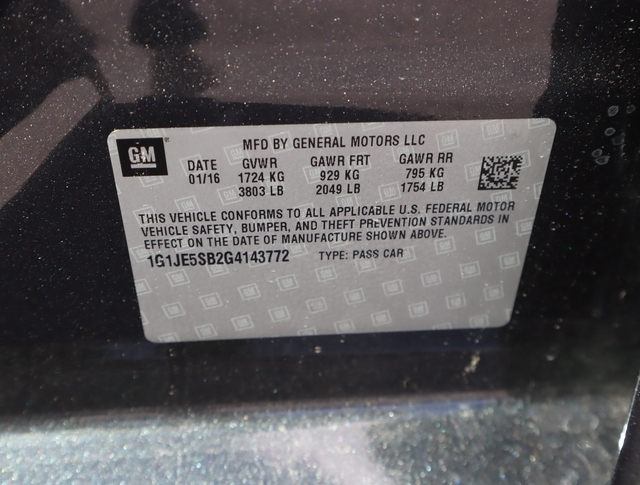 GM
MFD BY GENERAL MOTORS LLC
DATE GVWR GAWR FRT GAWR RR
01/16 1724 KG 929 KG 795 KG
3803 LB 2049 LB 1754 LB
THIS VEHICLE CONFORMS TO ALL APPLICABLE U.S. FEDERAL MOTOR
VEHICLE SAFETY, BUMPER, AND THEFT PREVENTION STANDARDS IN
EFFECT ON THE DATE OF MANUFACTURE SHOWN ABOVE.
1G1JE5SB2G4143772 TYPE: PASS CAR